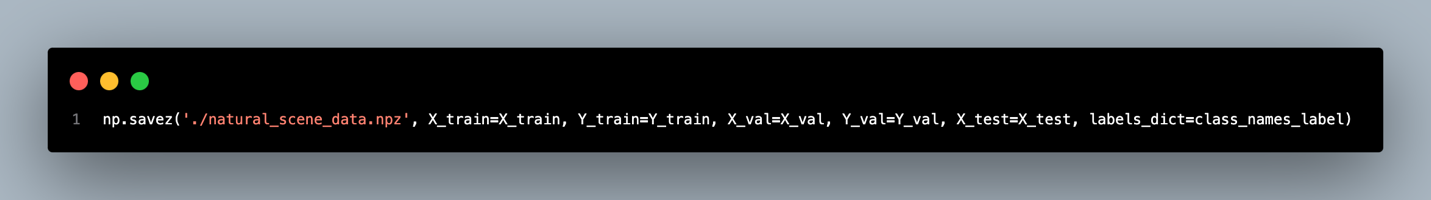 1 np.savez('./natural_scene_data.npz', X_train=X_train, Y_train=Y_train, X_val=X_val, Y_val=Y_val, X_test=X_test, labels_dict=class_names_label)